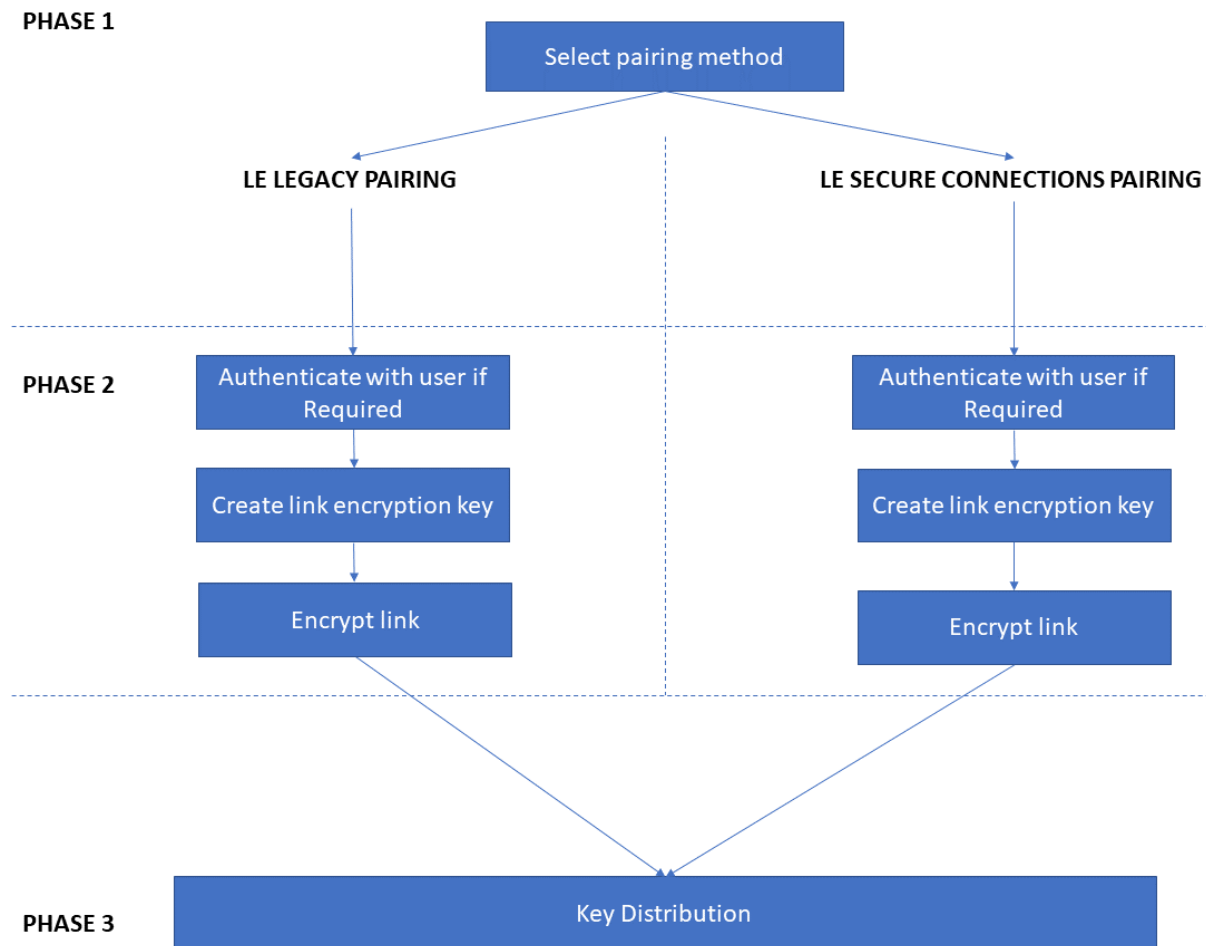 PHASE 1
Select pairing method
LE LEGACY PAIRING
LE SECURE CONNECTIONS PAIRING
PHASE 2
Authenticate with user if
Required
Authenticate with user if
Required
Create link encryption key
Create link encryption key
Encrypt link
Encrypt link
Key Distribution
PHASE 3